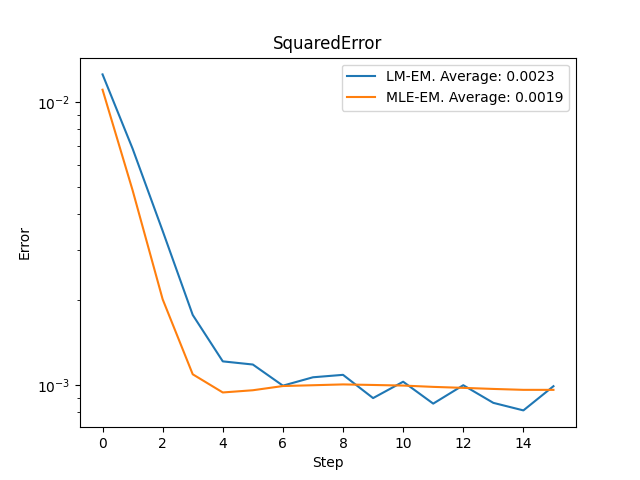 SquaredError
LM-EM. Average: 0.0023
MLE-EM. Average: 0.0019
10⁻²
10⁻³
Error
0 2 4 6 8 10 12 14
Step